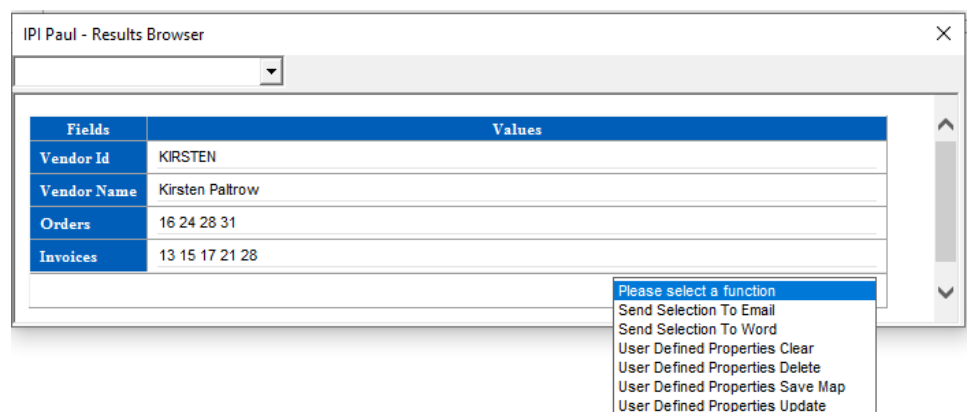 IPI Paul - Results Browser
Fields Values
Vendor Id KIRSTEN
Vendor Name Kirsten Paltrow
Orders 16 24 28 31
Invoices 13 15 17 21 28
Please select a function
Send Selection To Email
Send Selection To Word
User Defined Properties Clear
User Defined Properties Delete
User Defined Properties Save Map
User Defined Properties Update